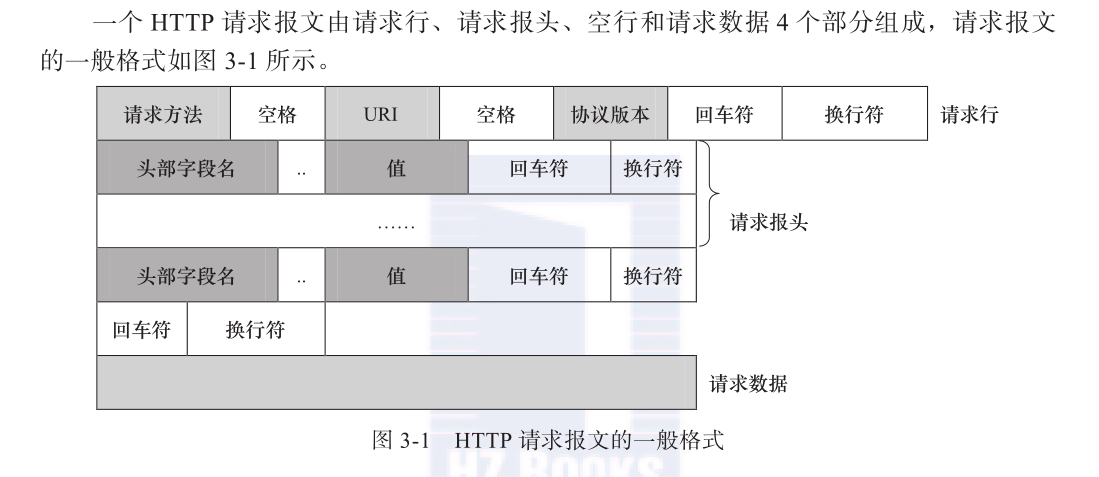 一个 HTTP 请求报文由请求行、请求报头、空行和请求数据 4 个部分组成，请求报文
的一般格式如图 3-1 所示。
请求方法 空格 URI 空格 协议版本 回车符 换行符 请求行
头部字段名 .. 值 回车符 换行符
……
请求报头
头部字段名 .. 值 回车符 换行符
回车符 换行符
请求数据
图 3-1 HTTP 请求报文的一般格式
HZ BOOKS